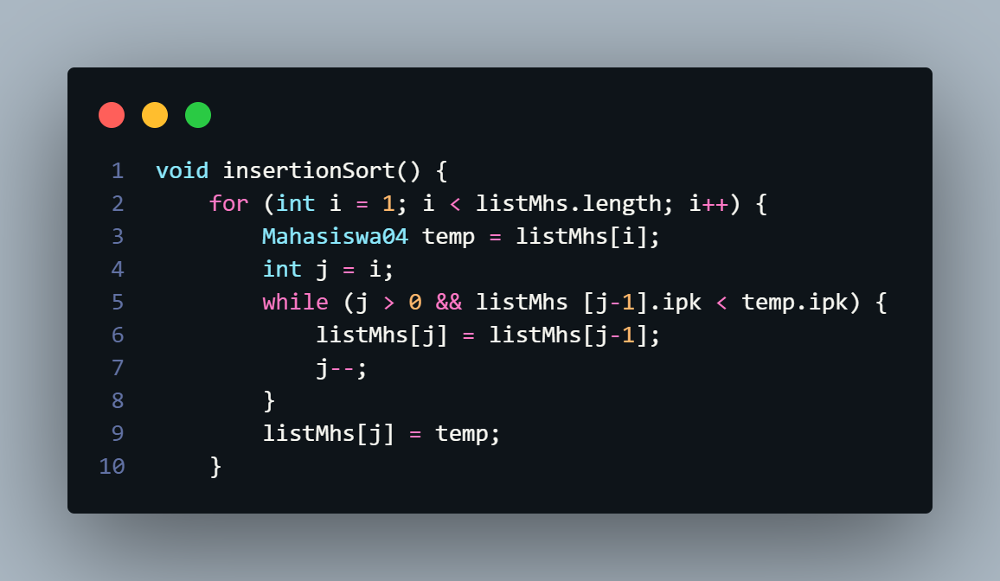 1 void insertionSort() {
2     for (int i = 1; i < listMhs.length; i++) {
3         Mahasiswa04 temp = listMhs[i];
4         int j = i;
5         while (j > 0 && listMhs [j-1].ipk < temp.ipk) {
6             listMhs[j] = listMhs[j-1];
7             j--;
8         }
9         listMhs[j] = temp;
10     }